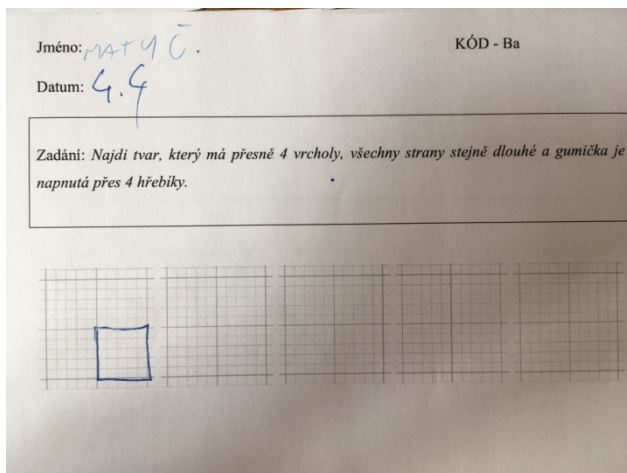 Jméno: MATY Č. KÓD - Ba
Datum: 4.4
Zadání: Najdi tvar, který má přesně 4 vrcholy, všechny strany stejně dlouhé a gumička je
napnutá přes 4 hřebíky.